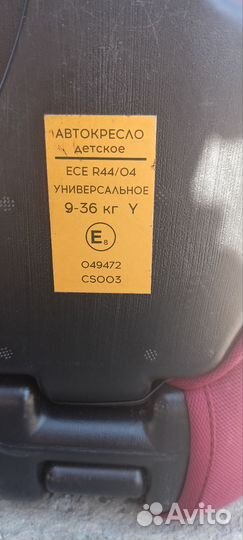 АВТОКРЕСЛО
детское
ECE R44/04
УНИВЕРСАЛЬНОЕ
9-36 кг Y
E8
049472
CS003
Avito